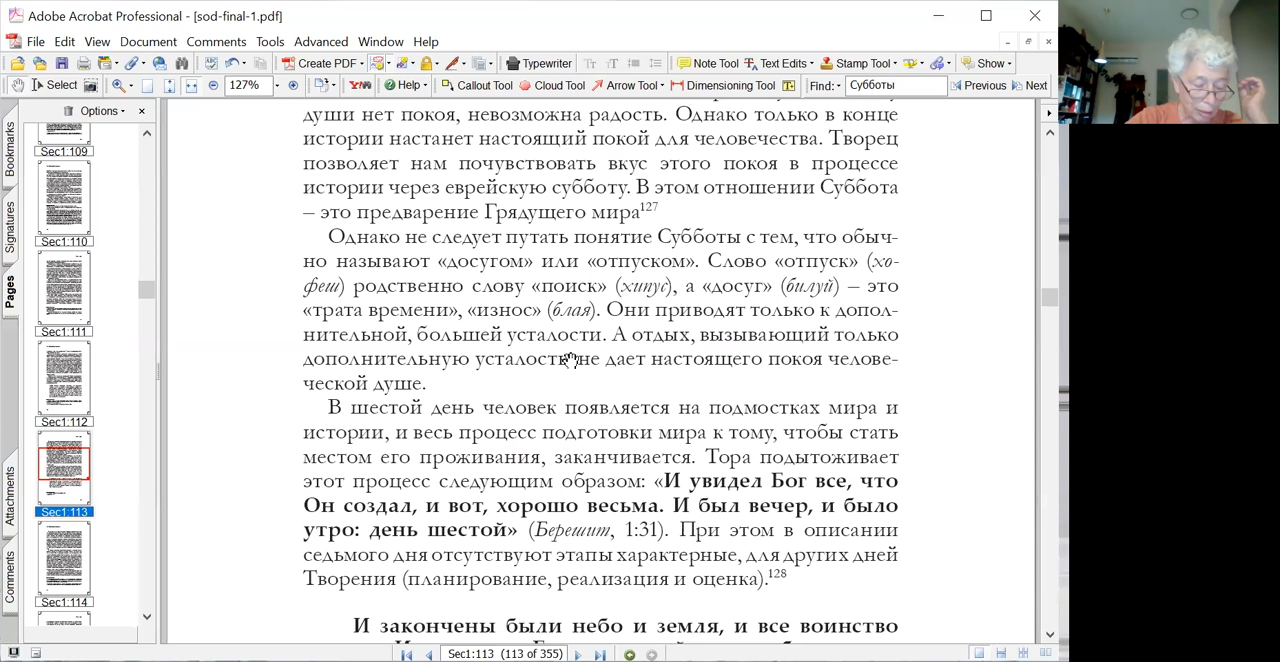 Adobe Acrobat Professional - [sod-final-1.pdf]
File Edit View Document Comments Tools Advanced Window Help
Create PDF Typewriter Note Tool Text Edits Stamp Tool Show
Select 127% Y!N Help Callout Tool Cloud Tool Arrow Tool Dimensioning Tool Find: Субботы Previous Next
Options
Bookmarks
Signatures
Pages
Attachments
Comments
Sec1:109
Sec1:110
Sec1:111
Sec1:112
Sec1:113
Sec1:114
души нет покоя, невозможна радость. Однако только в конце
истории настанет настоящий покой для человечества. Творец
позволяет нам почувствовать вкус этого покоя в процессе
истории через еврейскую субботу. В этом отношении Суббота
– это предварение Грядущего мира127
Однако не следует путать понятие Субботы с тем, что обыч-
но называют «досугом» или «отпуском». Слово «отпуск» (хо-
феш) родственно слову «поиск» (хипус), а «досуг» (билуй) – это
«трата времени», «износ» (блая). Они приводят только к допол-
нительной, большей усталости. А отдых, вызывающий только
дополнительную усталость не дает настоящего покоя челове-
ческой душе.
В шестой день человек появляется на подмостках мира и
истории, и весь процесс подготовки мира к тому, чтобы стать
местом его проживания, заканчивается. Тора подытоживает
этот процесс следующим образом: «И увидел Бог все, что
Он создал, и вот, хорошо весьма. И был вечер, и было
утро: день шестой» (Берешит, 1:31). При этом в описании
седьмого дня отсутствуют этапы характерные, для других дней
Творения (планирование, реализация и оценка).128
И закончены были небо и земля, и все воинство
Sec1:113 (113 of 355)